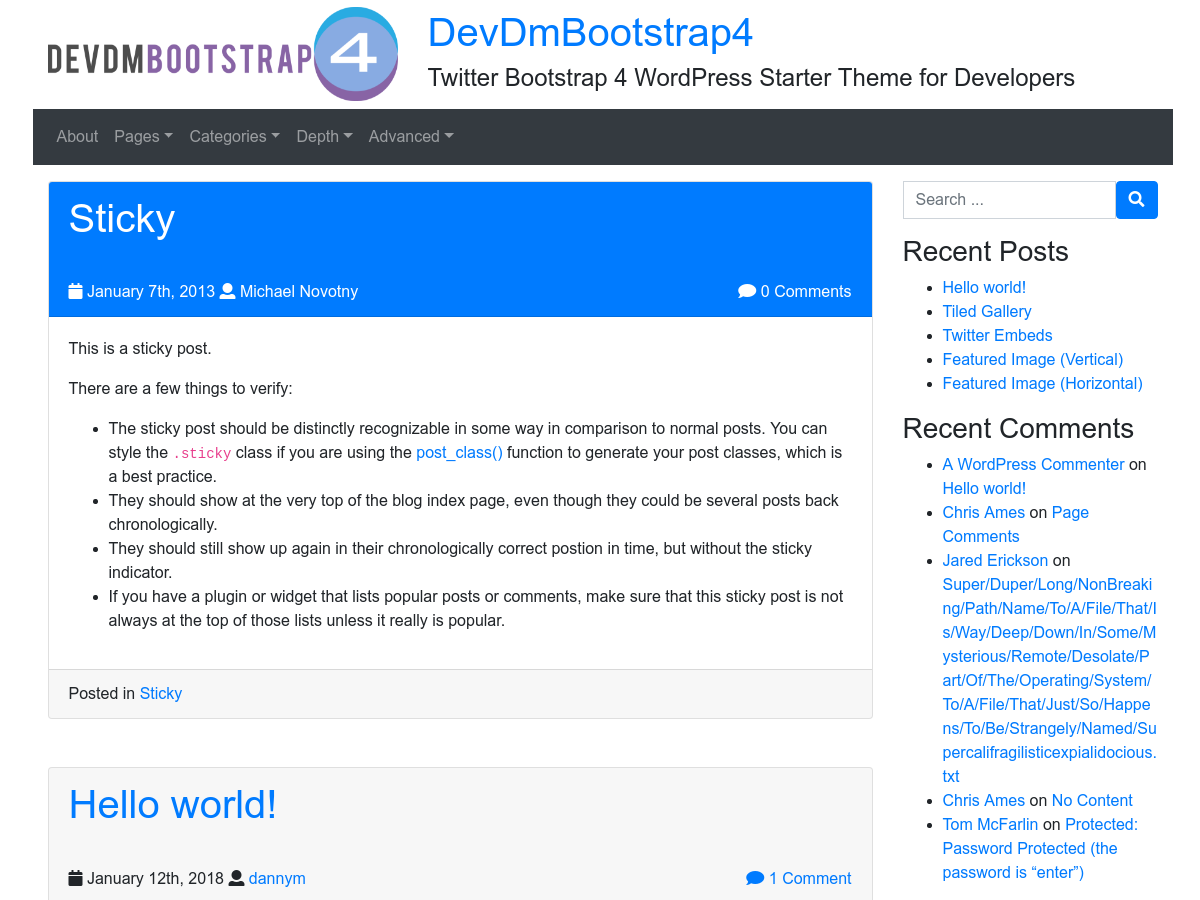 DEVDMBOOTSTRAP4
DevDmBootstrap4
Twitter Bootstrap 4 WordPress Starter Theme for Developers
About Pages Categories Depth Advanced
Sticky
January 7th, 2013 Michael Novotny 0 Comments
This is a sticky post.
There are a few things to verify:
The sticky post should be distinctly recognizable in some way in comparison to normal posts. You can
style the .sticky class if you are using the post_class() function to generate your post classes, which is
a best practice.
They should show at the very top of the blog index page, even though they could be several posts back
chronologically.
They should still show up again in their chronologically correct postion in time, but without the sticky
indicator.
If you have a plugin or widget that lists popular posts or comments, make sure that this sticky post is not
always at the top of those lists unless it really is popular.
Posted in Sticky
Hello world!
January 12th, 2018 dannym 1 Comment
Search ...
Recent Posts
Hello world!
Tiled Gallery
Twitter Embeds
Featured Image (Vertical)
Featured Image (Horizontal)
Recent Comments
A WordPress Commenter on
Hello world!
Chris Ames on Page
Comments
Jared Erickson on
Super/Duper/Long/NonBreaki
ng/Path/Name/To/A/File/That/I
s/Way/Deep/Down/In/Some/M
ysterious/Remote/Desolate/P
art/Of/The/Operating/System/
To/A/File/That/Just/So/Happe
ns/To/Be/Strangely/Named/Su
percalifragilisticexpialidocious.
txt
Chris Ames on No Content
Tom McFarlin on Protected:
Password Protected (the
password is “enter”)